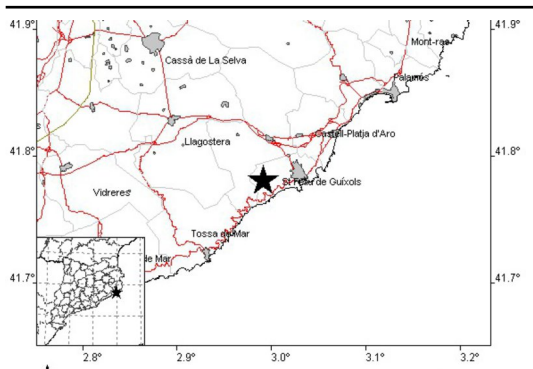 41.9°
41.9°
Mont-ras
Cassà de La Selva
Palamós
Castell-Platja d'Aro
Llagostera
41.8°
41.8°
St Feliu de Guíxols
Vidreres
Tossa de Mar
de Mar
41.7°
41.7°
2.8°
2.9°
3.0°
3.1°
3.2°